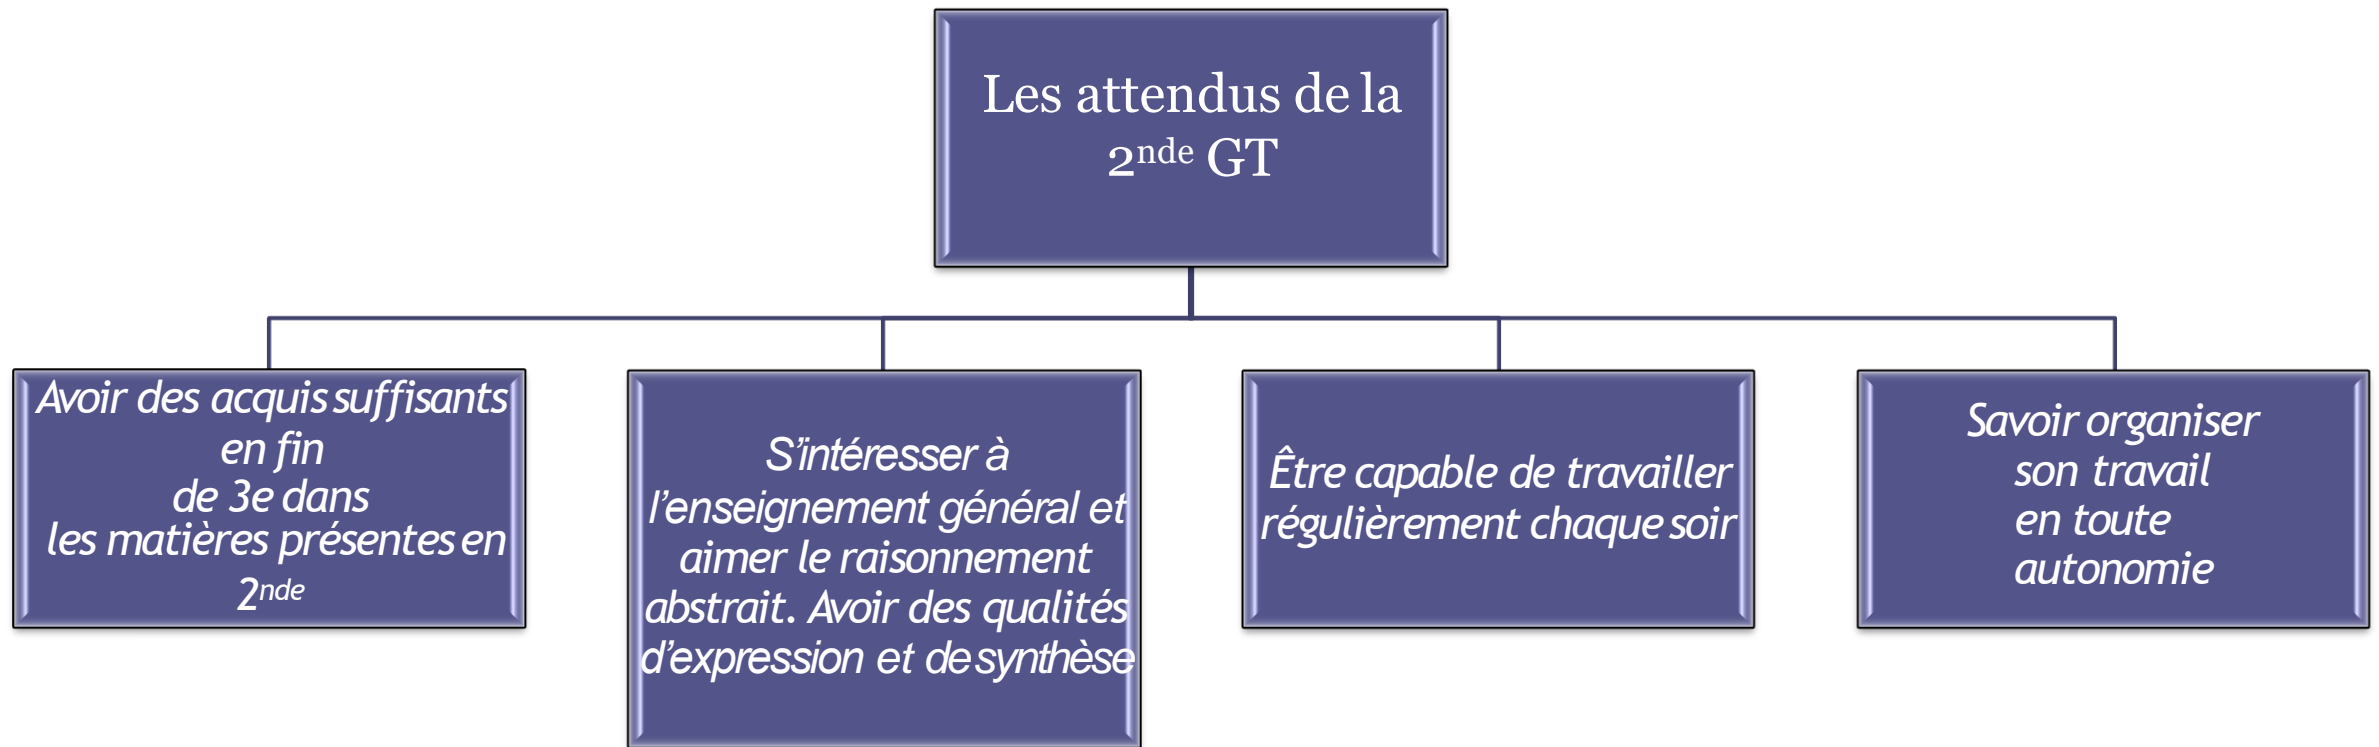 Les attendus de la
2nde GT
Avoir des acquis suffisants
en fin
de 3e dans
les matières présentes en
2nde
S’intéresser à
l’enseignement général et
aimer le raisonnement
abstrait. Avoir des qualités
d’expression et de synthèse
Être capable de travailler
régulièrement chaque soir
Savoir organiser
son travail
en toute
autonomie